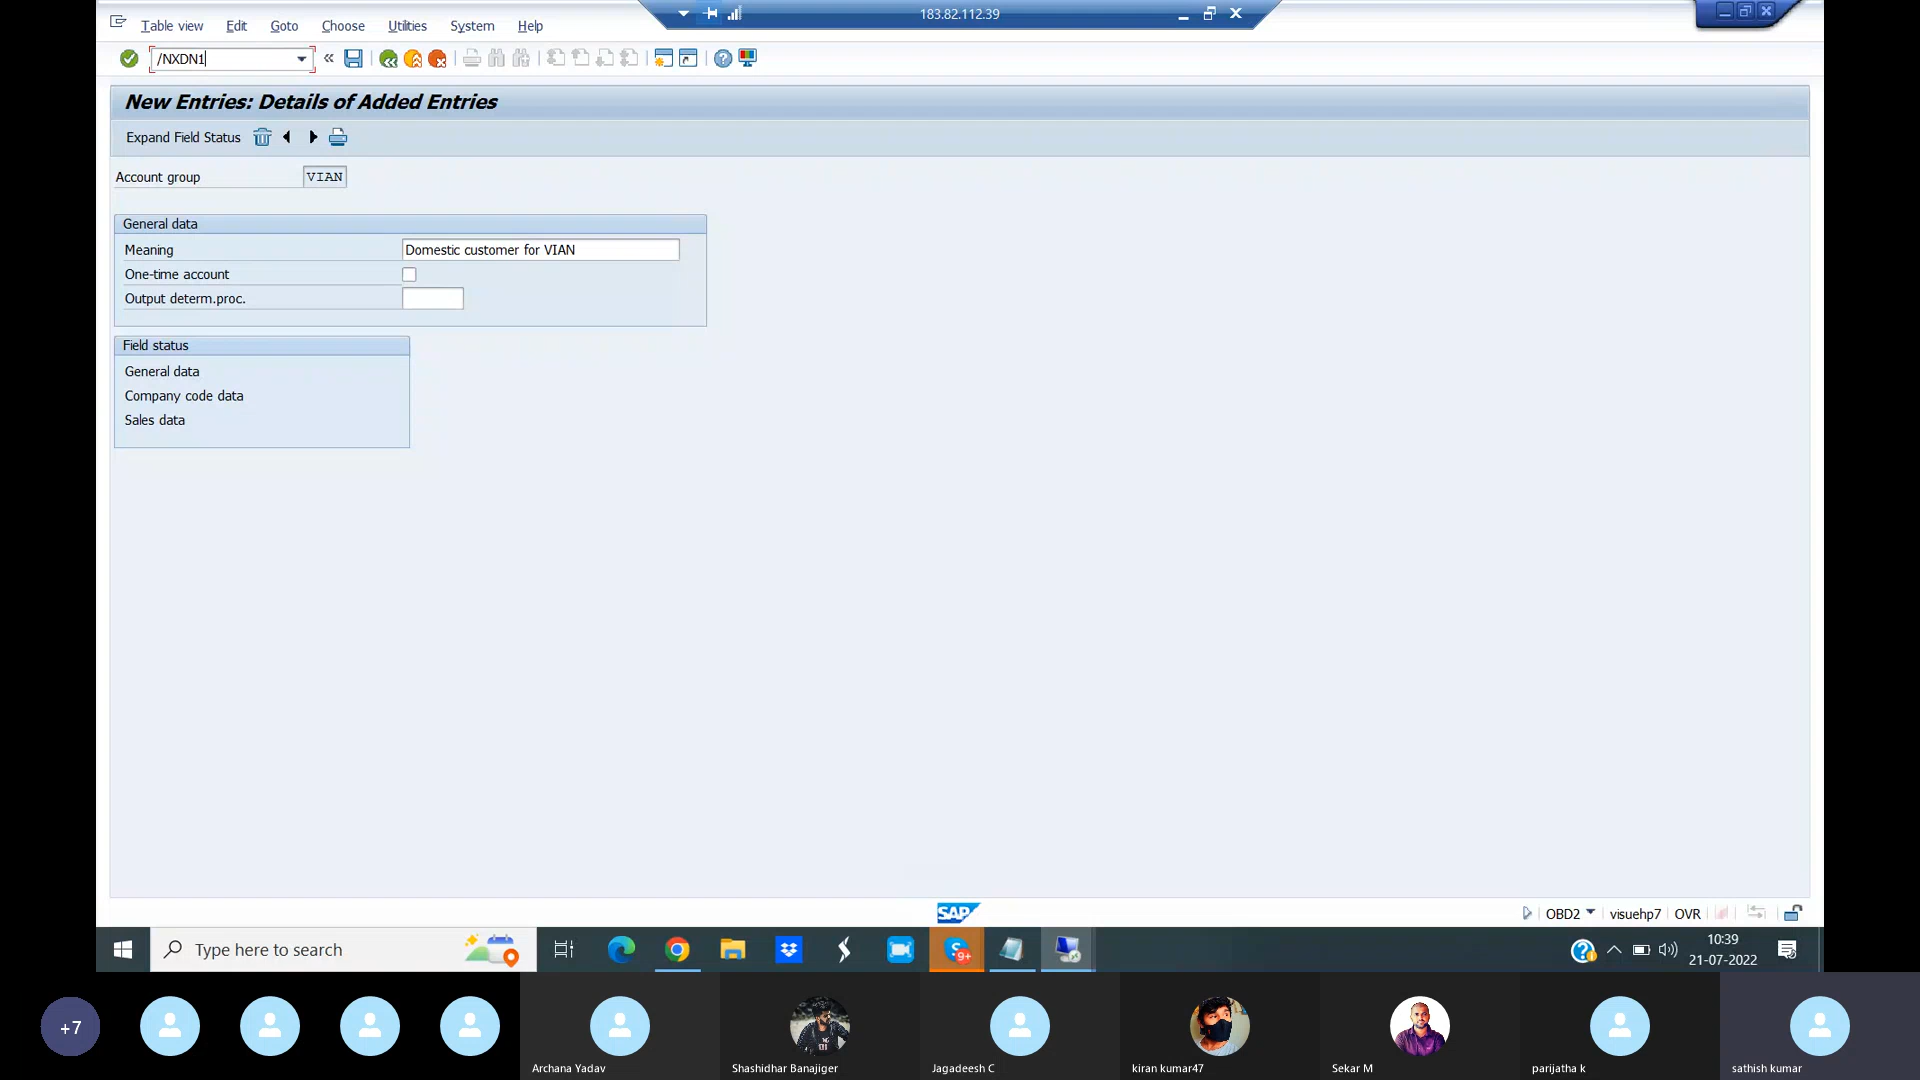 183.82.112.39
Table view Edit Goto Choose Utilities System Help
/NXDN1
New Entries: Details of Added Entries
Expand Field Status
Account group VIAN
General data
Meaning Domestic customer for VIAN
One-time account
Output determ.proc.
Field status
General data
Company code data
Sales data
SAP
OBD2 visuehp7 OVR
Type here to search
9+
10:39
21-07-2022
+7
Archana Yadav
Shashidhar Banajiger
Jagadeesh C
kiran kumar47
Sekar M
parijatha k
sathish kumar